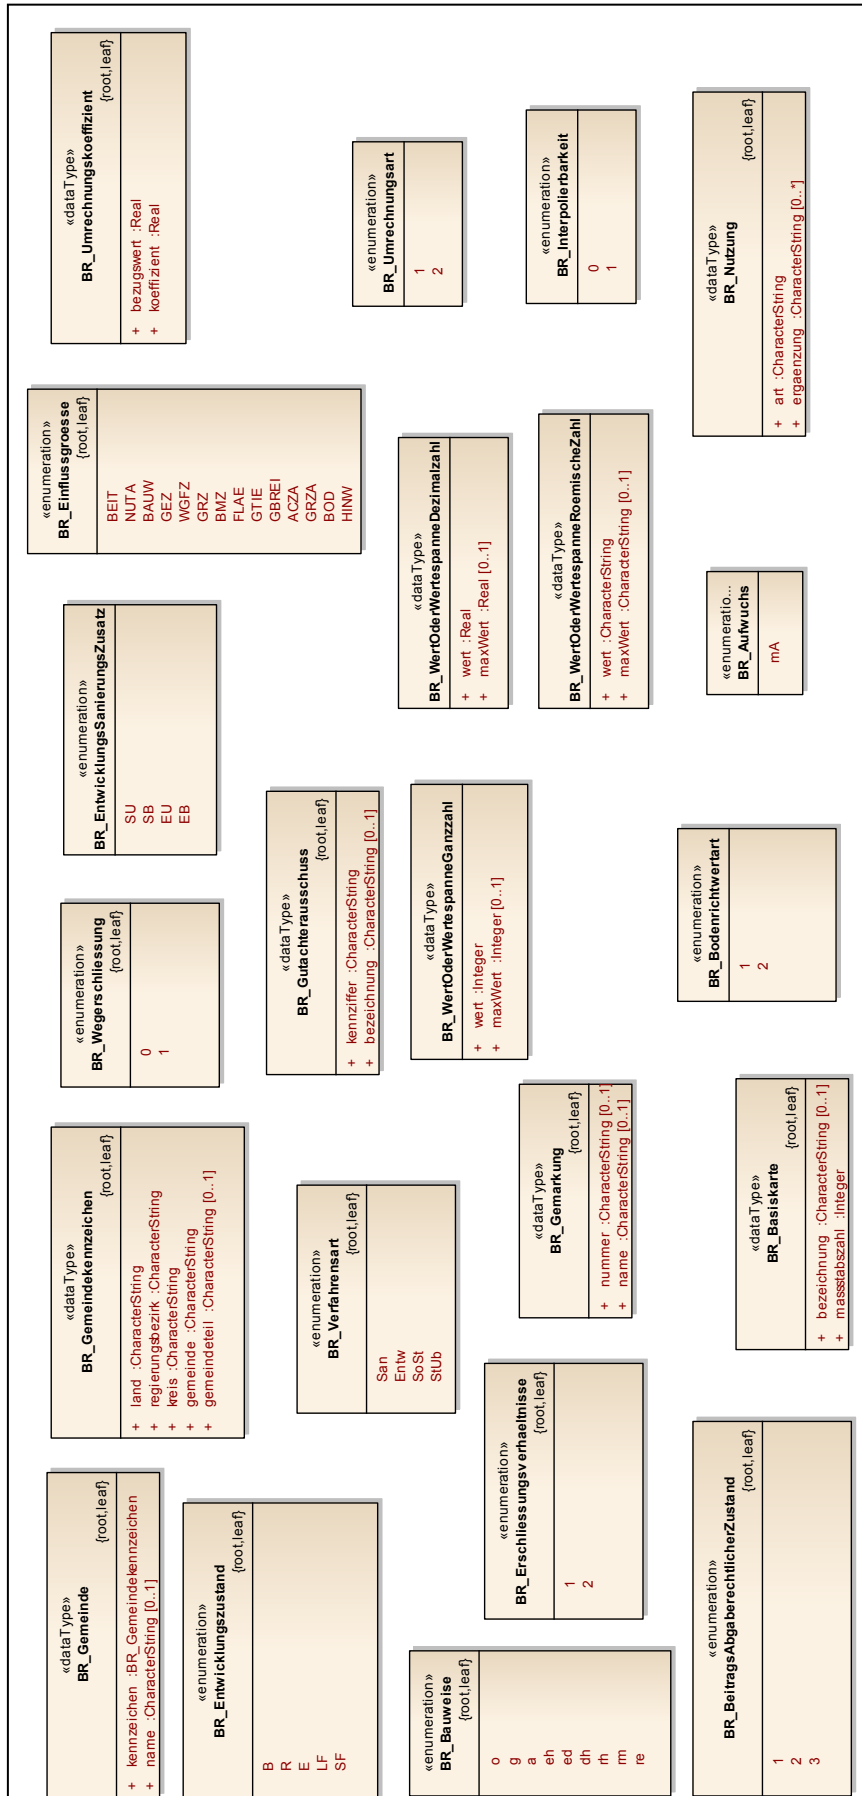 «dataType»
BR_Gemeinde
{root,leaf}
+ kennzeichen :BR_Gemeindekennzeichen
+ name :CharacterString [0..1]
«dataType»
BR_Gemeindekennzeichen
{root,leaf}
+ land :CharacterString
+ regierungsbezirk :CharacterString
+ kreis :CharacterString
+ gemeinde :CharacterString
+ gemeindeteil :CharacterString [0..1]
«enumeration»
BR_Wegerschliessung
{root,leaf}
0
1
«enumeration»
BR_EntwicklungsSanierungsZusatz
SU
SB
EU
EB
«enumeration»
BR_Einflussgroesse
{root,leaf}
BEIT
NUTA
BAUW
GEZ
WGFZ
GRZ
BMZ
FLAE
GTIE
GBREI
ACZA
GRZA
BOD
HINW
«dataType»
BR_Umrechnungskoeffizient
{root,leaf}
+ bezugswert :Real
+ koeffizient :Real
«enumeration»
BR_Entwicklungszustand
{root,leaf}
B
R
E
LF
SF
«enumeration»
BR_Verfahrensart
{root,leaf}
San
Entw
SoSt
StUb
«dataType»
BR_Gutachterausschuss
{root,leaf}
+ kennziffer :CharacterString
+ bezeichnung :CharacterString [0..1]
«dataType»
BR_WertOderWertespanneGanzzahl
+ wert :Integer
+ maxWert :Integer [0..1]
«dataType»
BR_WertOderWertespanneDezimalzahl
+ wert :Real
+ maxWert :Real [0..1]
«enumeration»
BR_Umrechnungsart
1
2
«enumeration»
BR_Bauweise
{root,leaf}
o
g
a
eh
ed
dh
rh
rm
re
«enumeration»
BR_Erschliessungsverhaeltnisse
{root,leaf}
1
2
«dataType»
BR_Gemarkung
{root,leaf}
+ nummer :CharacterString [0..1]
+ name :CharacterString [0..1]
«dataType»
BR_WertOderWertespanneRoemischeZahl
+ wert :CharacterString
+ maxWert :CharacterString [0..1]
«enumeration»
BR_Interpolierbarkeit
0
1
«enumeration»
BR_BeitragsAbgaberechtlicherZustand
{root,leaf}
1
2
3
«dataType»
BR_Basiskarte
{root,leaf}
+ bezeichnung :CharacterString [0..1]
+ massstabszahl :Integer
«enumeration»
BR_Bodenrichtwertart
1
2
«enumeratio...
BR_Aufwuchs
mA
«dataType»
BR_Nutzung
{root,leaf}
+ art :CharacterString
+ ergaenzung :CharacterString [0..*]